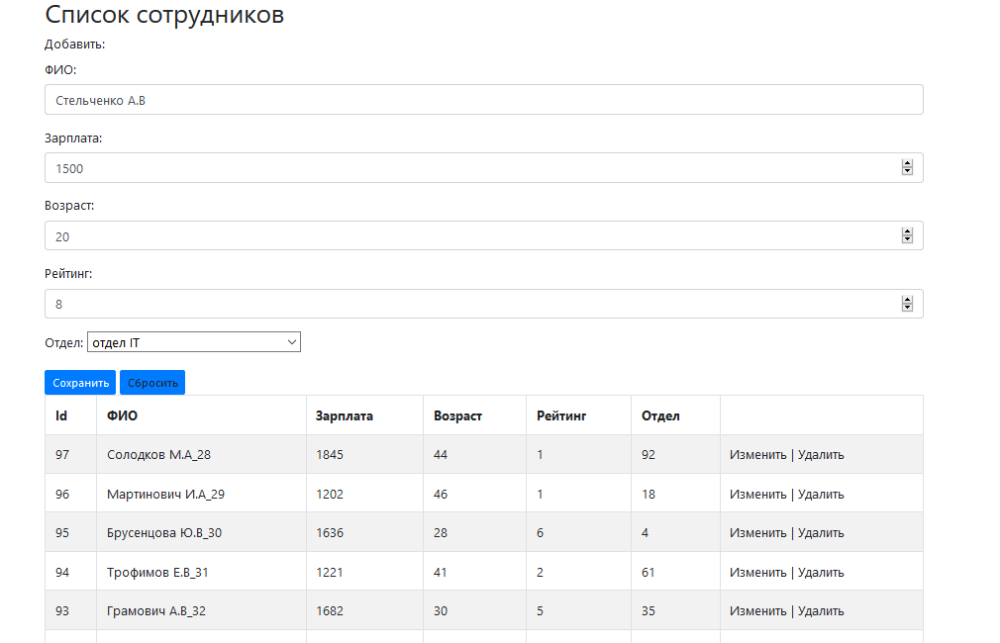 Список сотрудников
Добавить:
ФИО:
Стельченко А.В
Зарплата:
1500
Возраст:
20
Рейтинг:
8
Отдел: отдел IT
Сохранить Сбросить
Id ФИО Зарплата Возраст Рейтинг Отдел
97 Солодков М.А_28 1845 44 1 92 Изменить | Удалить
96 Мартинович И.А_29 1202 46 1 18 Изменить | Удалить
95 Брусенцова Ю.В_30 1636 28 6 4 Изменить | Удалить
94 Трофимов Е.В_31 1221 41 2 61 Изменить | Удалить
93 Грамович А.В_32 1682 30 5 35 Изменить | Удалить